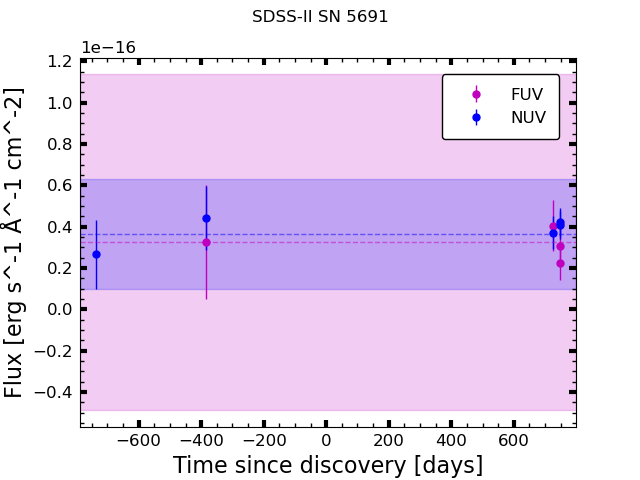 SDSS-II SN 5691
1e−16
1.2
1.0
0.8
0.6
0.4
0.2
0.0
−0.2
−0.4
Flux [erg s^-1 Å^-1 cm^-2]
FUV
NUV
−600 −400 −200 0 200 400 600
Time since discovery [days]